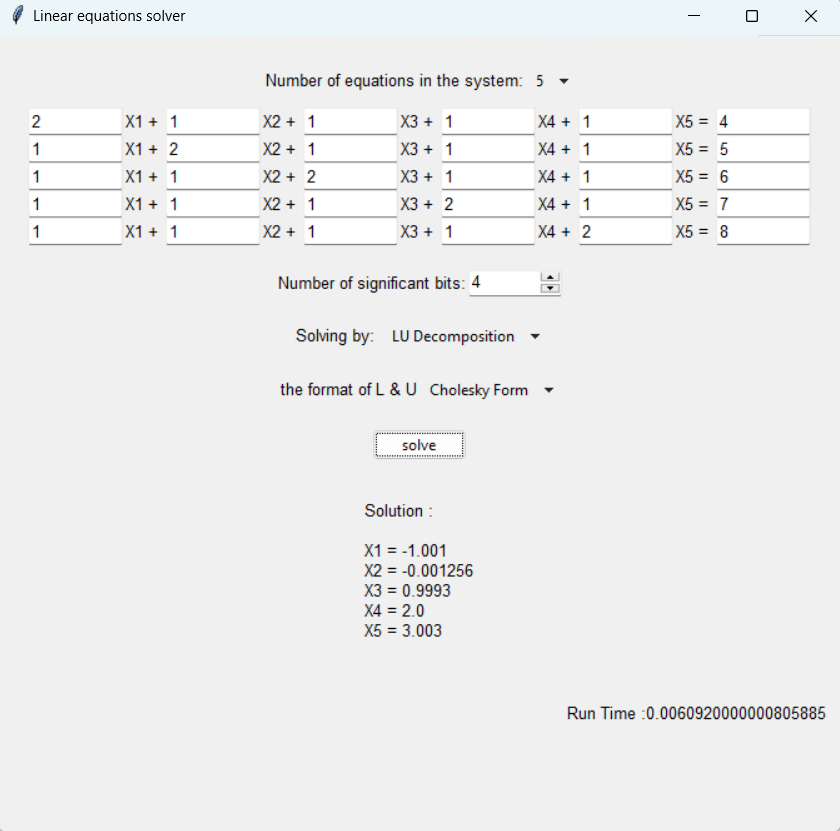 Linear equations solver
Number of equations in the system: 5
2 X1 + 1 X2 + 1 X3 + 1 X4 + 1 X5 = 4
1 X1 + 2 X2 + 1 X3 + 1 X4 + 1 X5 = 5
1 X1 + 1 X2 + 2 X3 + 1 X4 + 1 X5 = 6
1 X1 + 1 X2 + 1 X3 + 2 X4 + 1 X5 = 7
1 X1 + 1 X2 + 1 X3 + 1 X4 + 2 X5 = 8
Number of significant bits: 4
Solving by: LU Decomposition
the format of L & U Cholesky Form
solve
Solution :
X1 = -1.001
X2 = -0.001256
X3 = 0.9993
X4 = 2.0
X5 = 3.003
Run Time :0.0060920000000805885